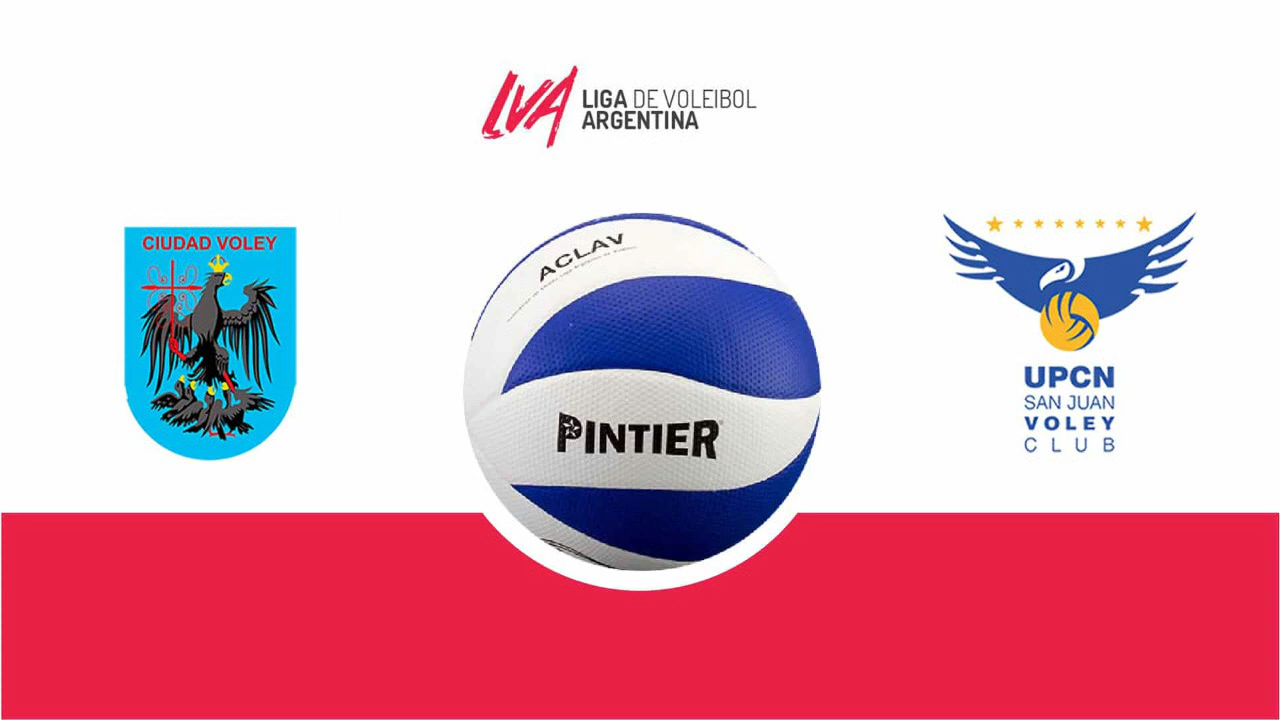 LVA LIGA DE VOLEIBOL
ARGENTINA
CIUDAD VOLEY
ACLAV
PINTIER
UPCN
SAN JUAN
VOLEY
CLUB